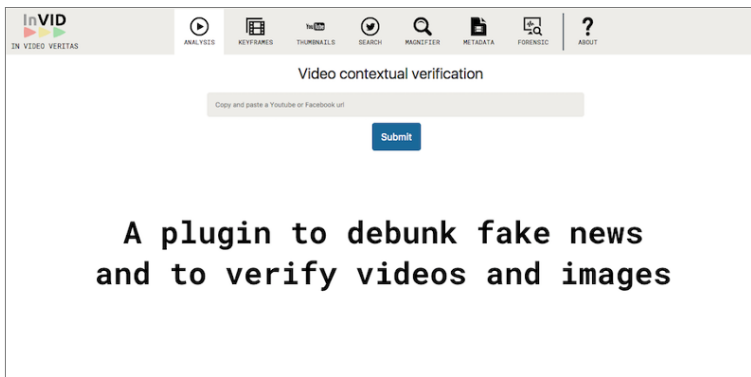 InVID
IN VIDEO VERITAS
ANALYSIS
KEYFRAMES
YouTube
THUMBNAILS
SEARCH
MAGNIFIER
METADATA
FORENSIC
?
ABOUT
Video contextual verification
Copy and paste a Youtube or Facebook url
Submit
A plugin to debunk fake news
and to verify videos and images